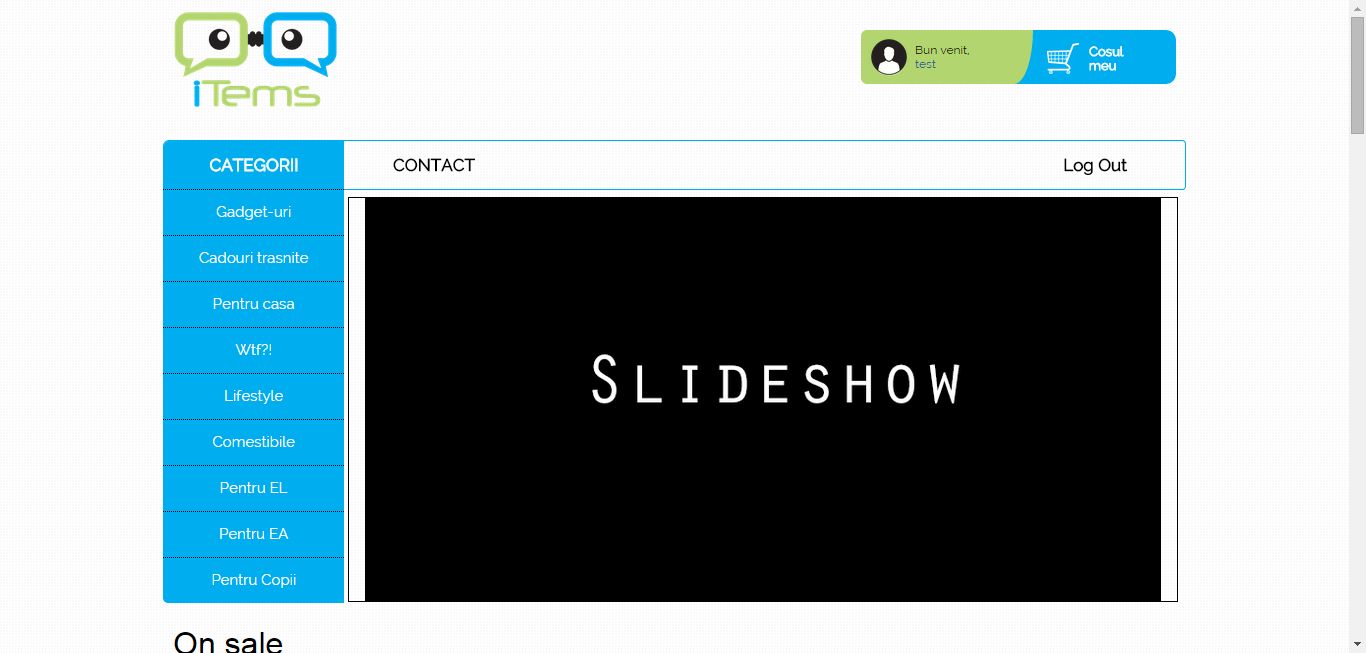 iTems
Bun venit,
test
Cosul
meu
CATEGORII
CONTACT
Log Out
Gadget-uri
Cadouri trasnite
Pentru casa
Wtf?!
Lifestyle
Comestibile
Pentru EL
Pentru EA
Pentru Copii
Slideshow
On sale